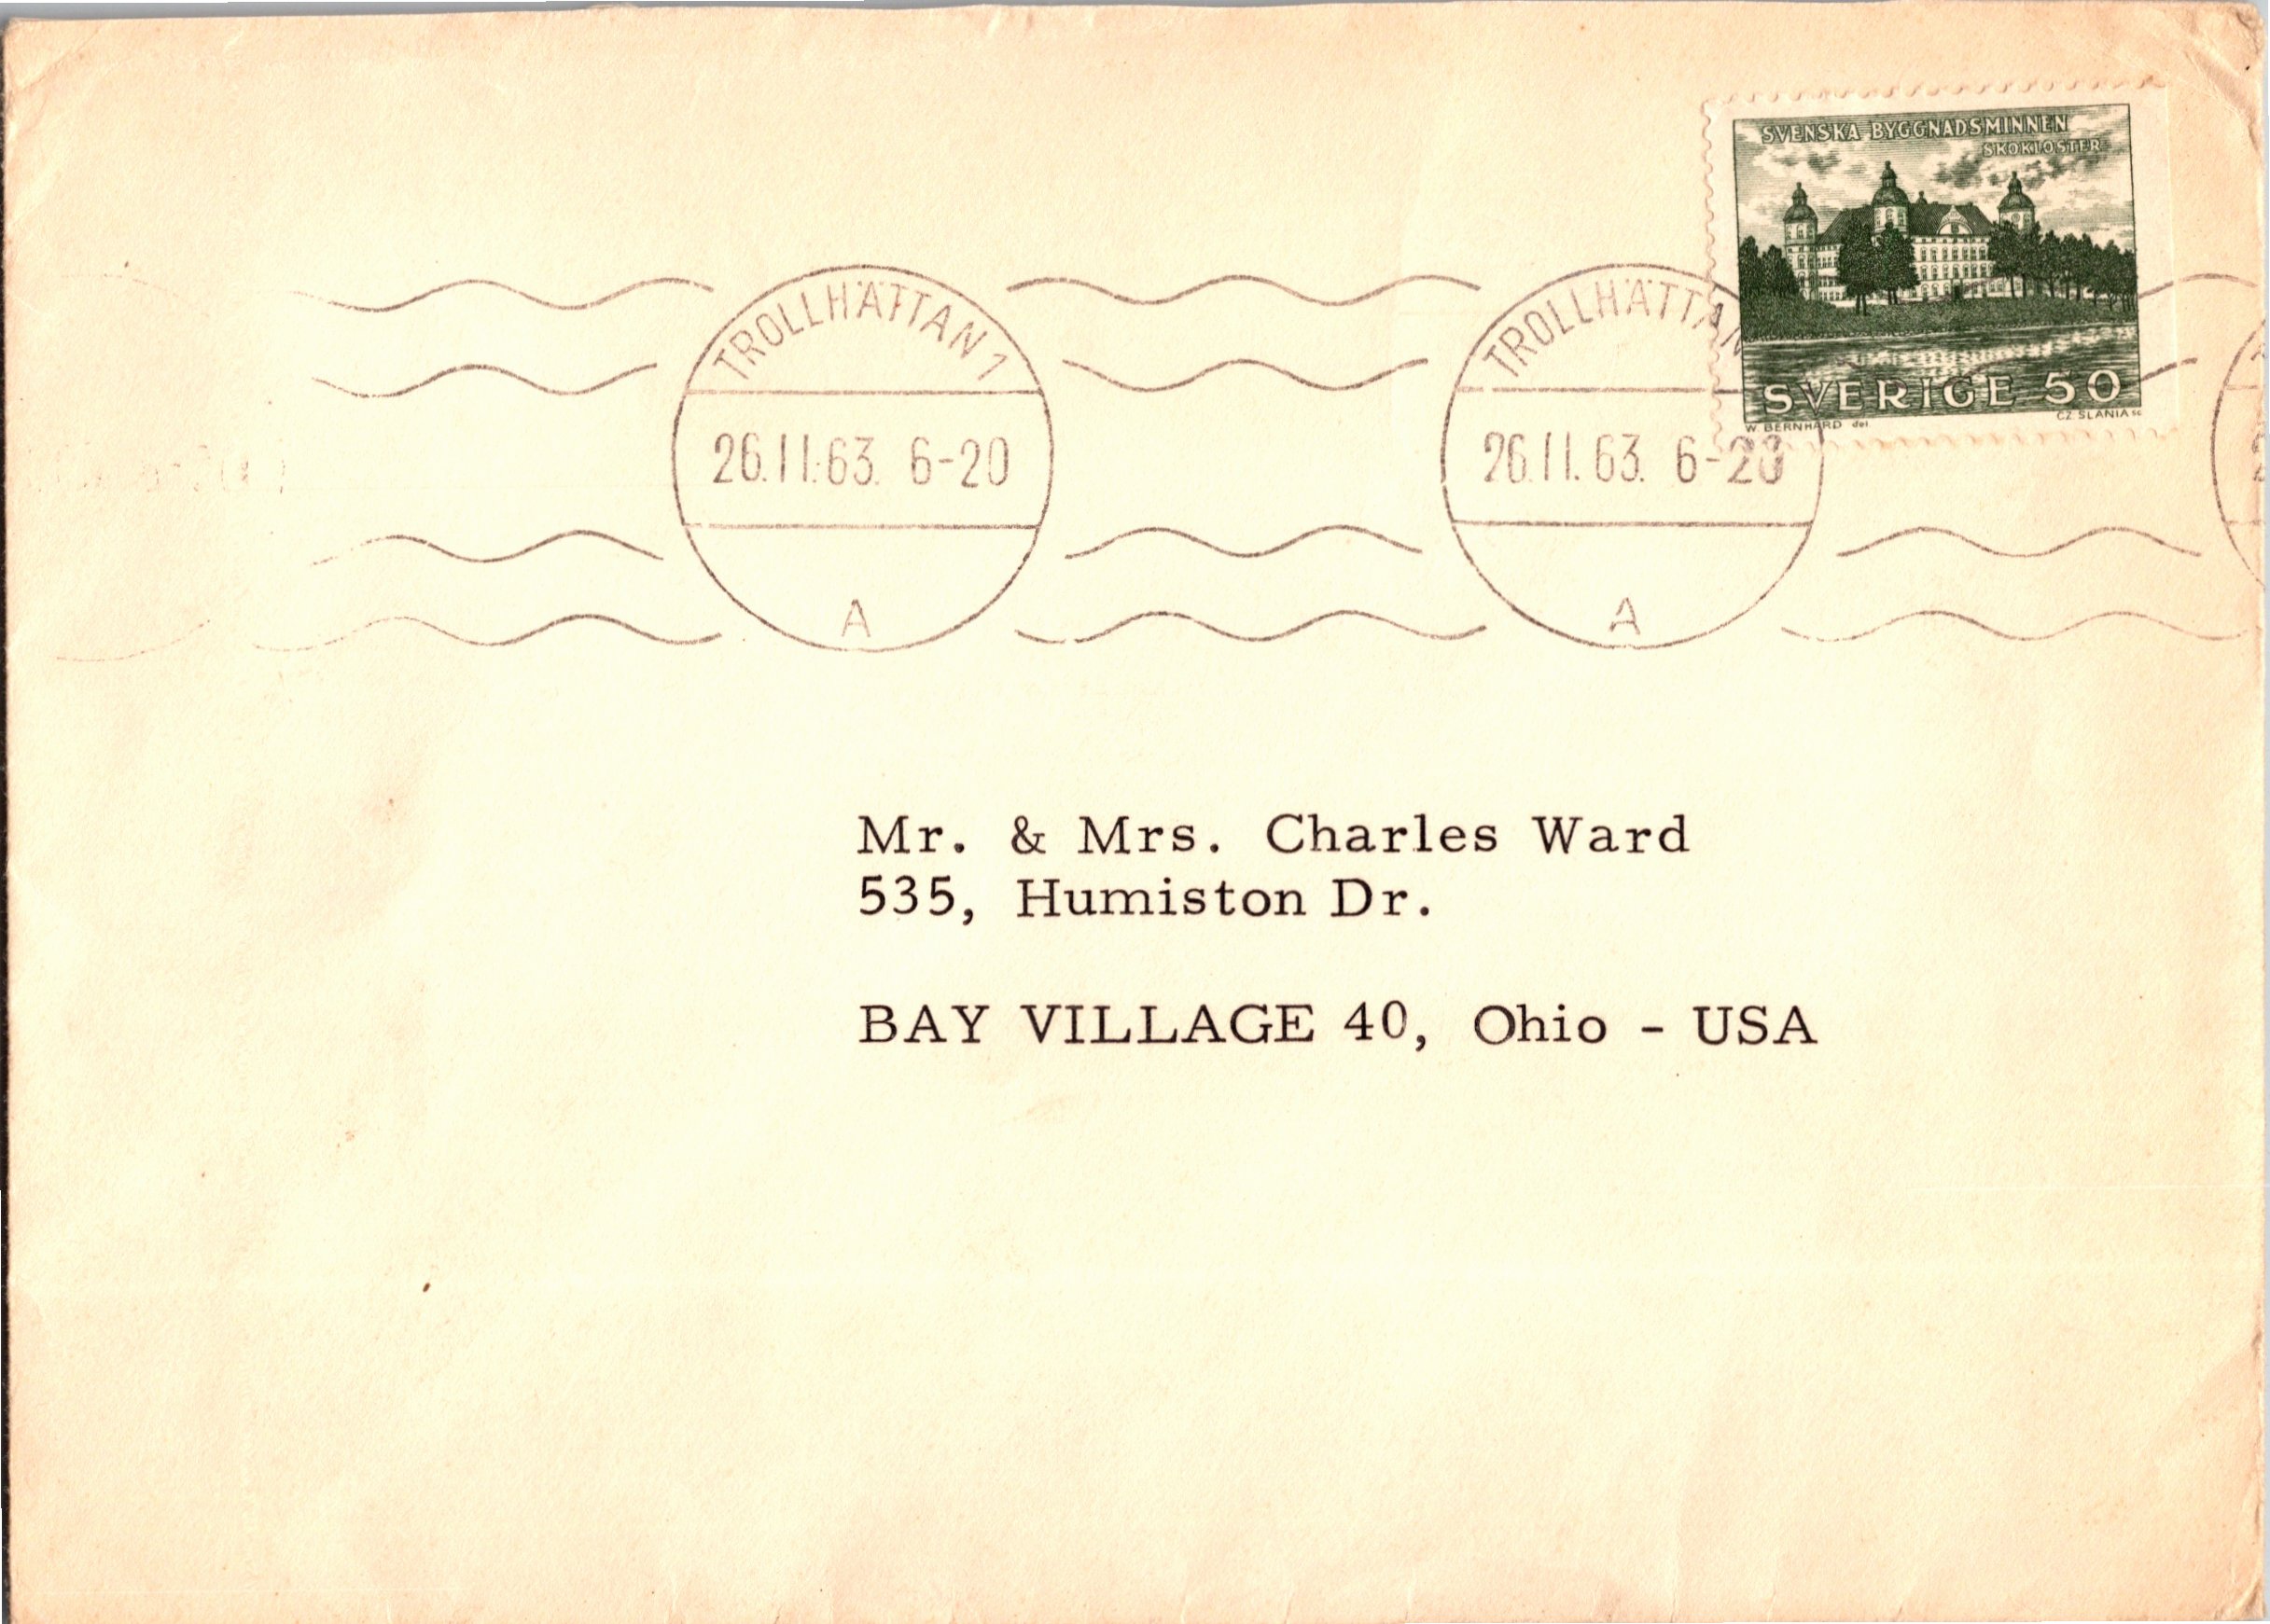 SVENSKA BYGGNADSMINNEN
SKOKLOSTER
SVERIGE 50
W. BERNHARD del.
CZ SLANIA sc
TROLLHÄTTAN 1
26.11.63. 6-20
A
TROLLHÄTTAN
26.11.63. 6-20
A
Mr. & Mrs. Charles Ward
535, Humiston Dr.
BAY VILLAGE 40, Ohio - USA